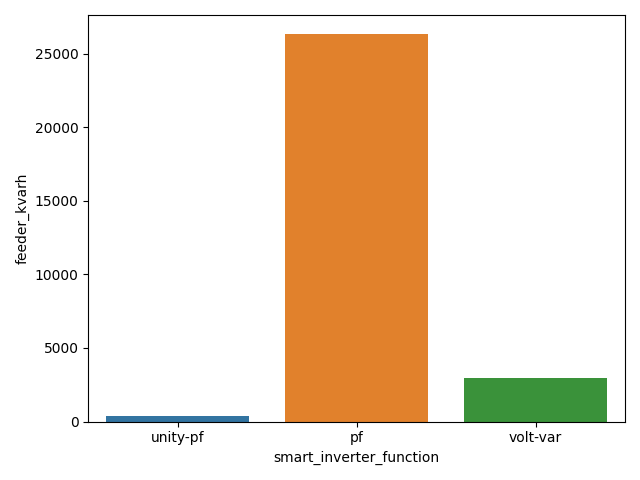 25000
20000
15000
10000
5000
0
feeder_kvarh
unity-pf
pf
volt-var
smart_inverter_function